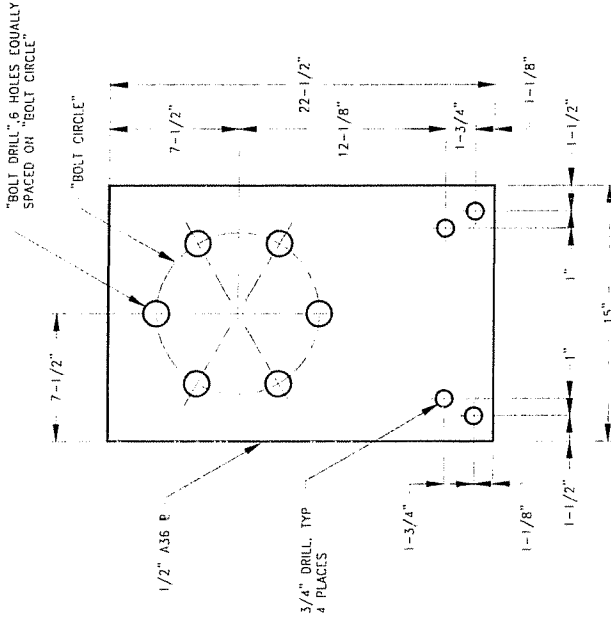 "BOLT DRILL",6 HOLES EQUALLY
SPACED ON "BOLT CIRCLE"
"BOLT CIRCLE"
7-1/2"
7-1/2"
22-1/2"
12-1/8"
1-3/4"
1-1/8"
1-1/2"
1"
15"
1"
1-1/2"
1-3/4"
1-1/8"
1/2" A36 ⅊
3/4" DRILL, TYP
4 PLACES